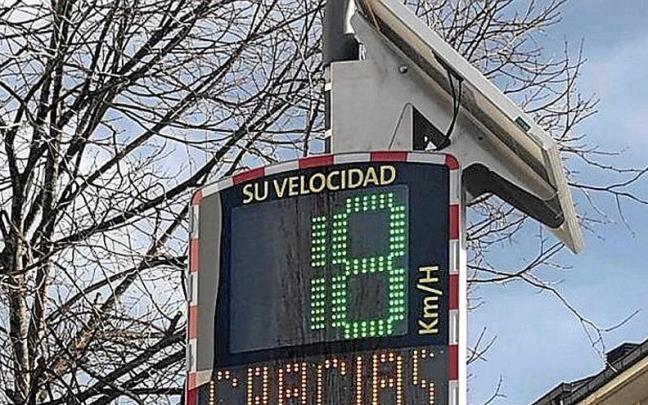 SU VELOCIDAD
18
Km/H
GRACIAS